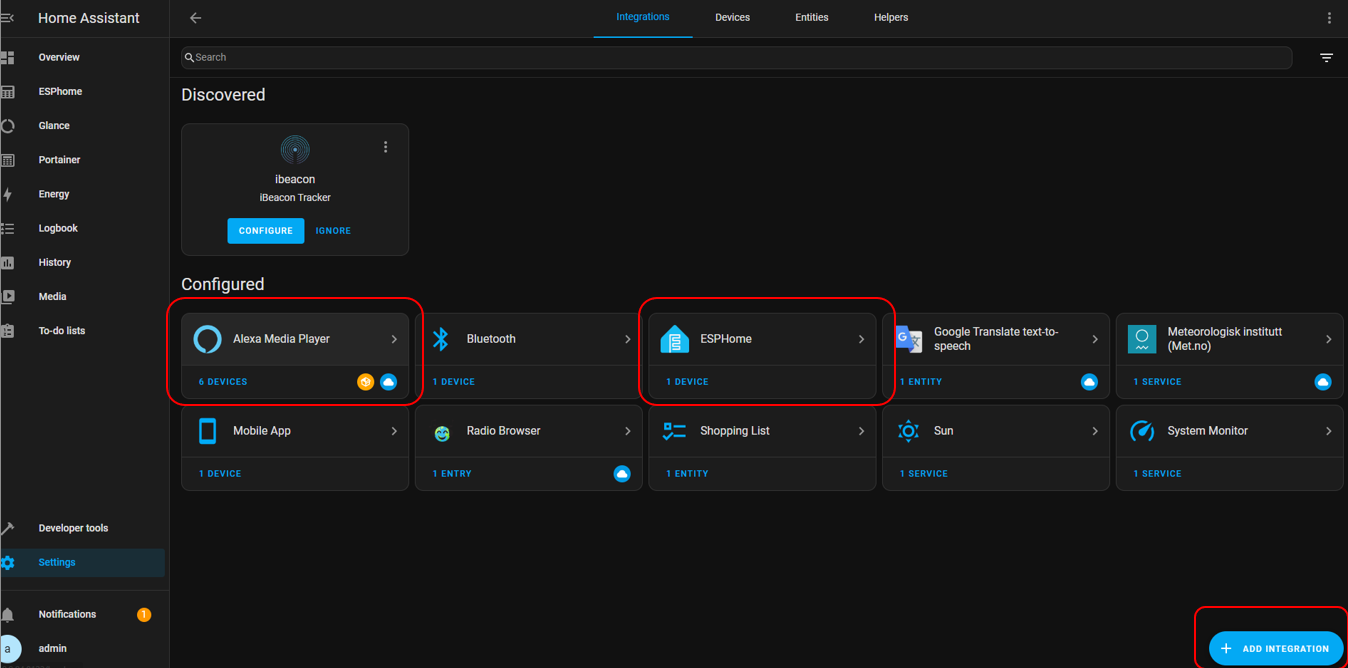 Home Assistant
Integrations
Devices
Entities
Helpers
Overview
ESPhome
Glance
Portainer
Energy
Logbook
History
Media
To-do lists
Developer tools
Settings
Notifications
1
a
admin
Search
Discovered
ibeacon
iBeacon Tracker
CONFIGURE
IGNORE
Configured
Alexa Media Player
6 DEVICES
Bluetooth
1 DEVICE
ESPHome
1 DEVICE
G
文
Google Translate text-to-
speech
1 ENTITY
Meteorologisk institutt
(Met.no)
1 SERVICE
Mobile App
1 DEVICE
Radio Browser
1 ENTRY
Shopping List
1 ENTITY
Sun
1 SERVICE
System Monitor
1 SERVICE
ADD INTEGRATION